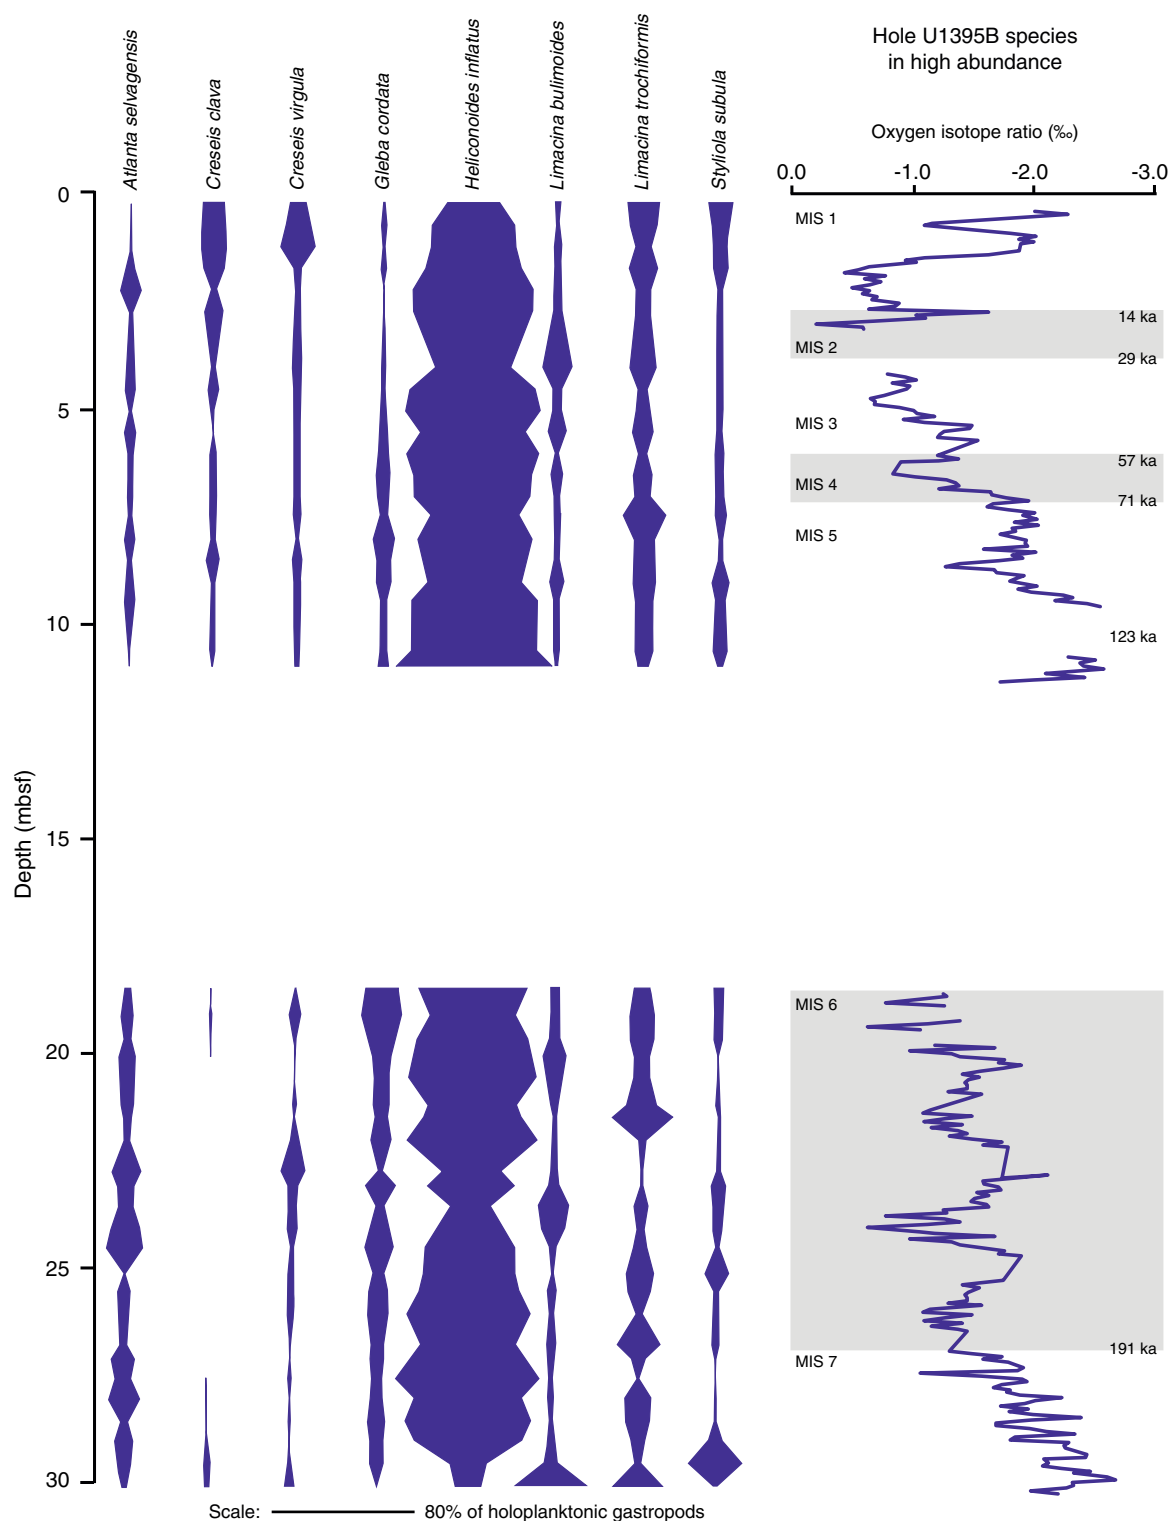 Hole U1395B species
in high abundance
Atlanta selvagensis
Creseis clava
Creseis virgula
Gleba cordata
Heliconoides inflatus
Limacina bulimoides
Limacina trochiformis
Styliola subula
Oxygen isotope ratio (‰)
0.0 -1.0 -2.0 -3.0
0
MIS 1
14 ka
MIS 2
29 ka
5
MIS 3
57 ka
MIS 4
71 ka
MIS 5
10
123 ka
Depth (mbsf)
15
MIS 6
20
25
191 ka
MIS 7
30
Scale: 80% of holoplanktonic gastropods